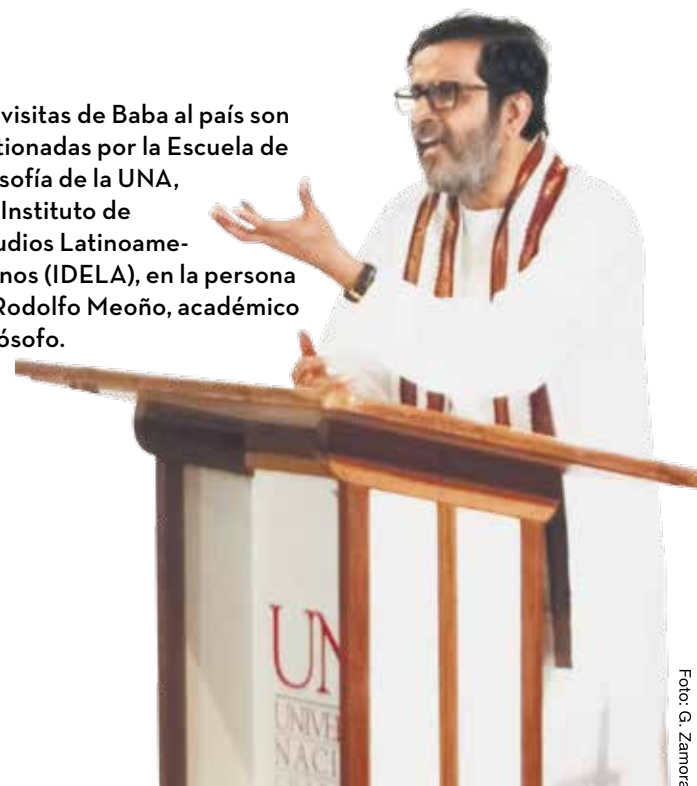 visitas de Baba al país son
tionadas por la Escuela de
sofía de la UNA,
Instituto de
udios Latinoame-
nos (IDELA), en la persona
Rodolfo Meoño, académico
ósofo.
UN
UNIVE
NACI
Foto: G. Zamora